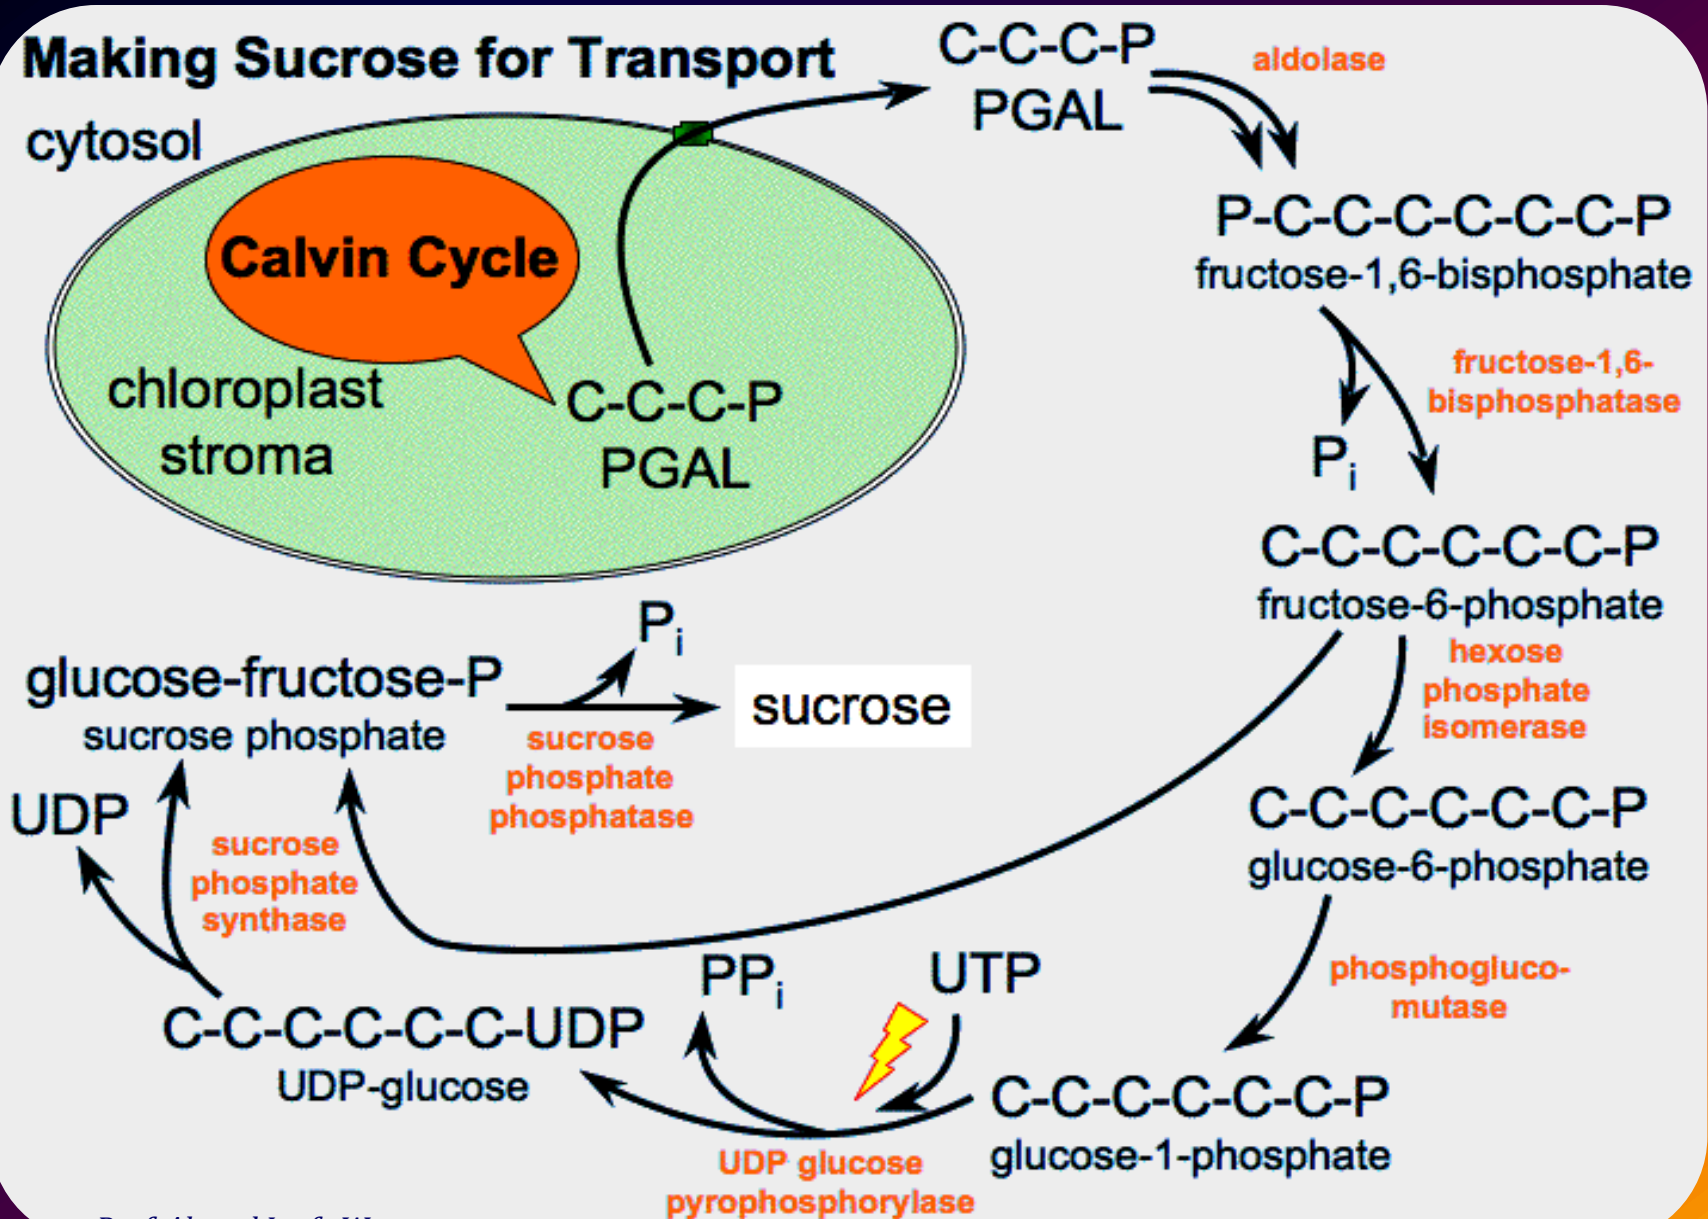 Making Sucrose for Transport
cytosol
Calvin Cycle
chloroplast
stroma
C-C-C-P
PGAL
C-C-C-P
PGAL
aldolase
P-C-C-C-C-C-C-P
fructose-1,6-bisphosphate
fructose-1,6-
bisphosphatase
Pi
C-C-C-C-C-C-P
fructose-6-phosphate
hexose
phosphate
isomerase
C-C-C-C-C-C-P
glucose-6-phosphate
phosphogluco-
mutase
C-C-C-C-C-C-P
glucose-1-phosphate
UTP
PPi
UDP glucose
pyrophosphorylase
C-C-C-C-C-C-UDP
UDP-glucose
UDP
sucrose
phosphate
synthase
glucose-fructose-P
sucrose phosphate
Pi
sucrose
phosphate
phosphatase
sucrose